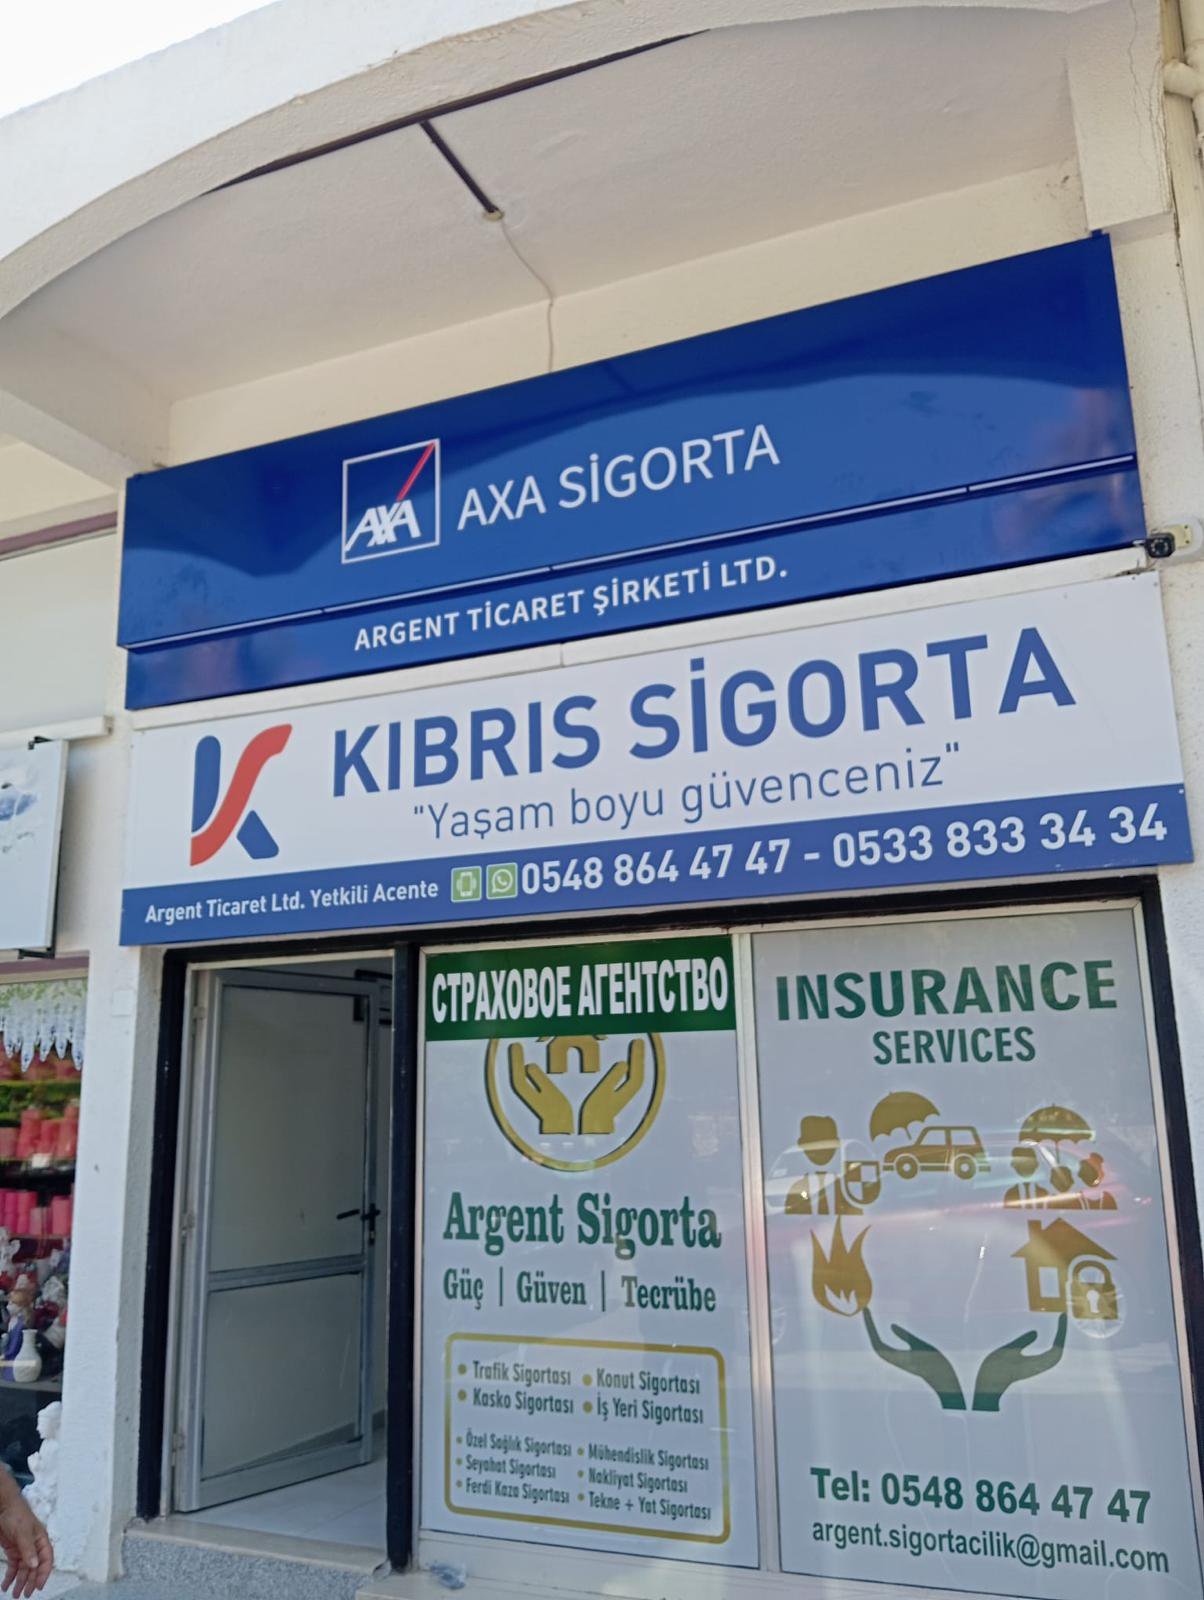 AXA
AXA SİGORTA
ARGENT TİCARET ŞİRKETİ LTD.
KIBRIS SİGORTA
"Yaşam boyu güvenceniz"
Argent Ticaret Ltd. Yetkili Acente 0548 864 47 47 - 0533 833 34 34
СТРАХОВОЕ АГЕНТСТВО
Argent Sigorta
Güç | Güven | Tecrübe
• Trafik Sigortası • Konut Sigortası
• Kasko Sigortası • İş Yeri Sigortası
• Özel Sağlık Sigortası • Mühendislik Sigortası
• Seyahat Sigortası • Nakliyat Sigortası
• Ferdi Kaza Sigortası • Tekne + Yat Sigortası
INSURANCE
SERVICES
Tel: 0548 864 47 47
argent.sigortacilik@gmail.com